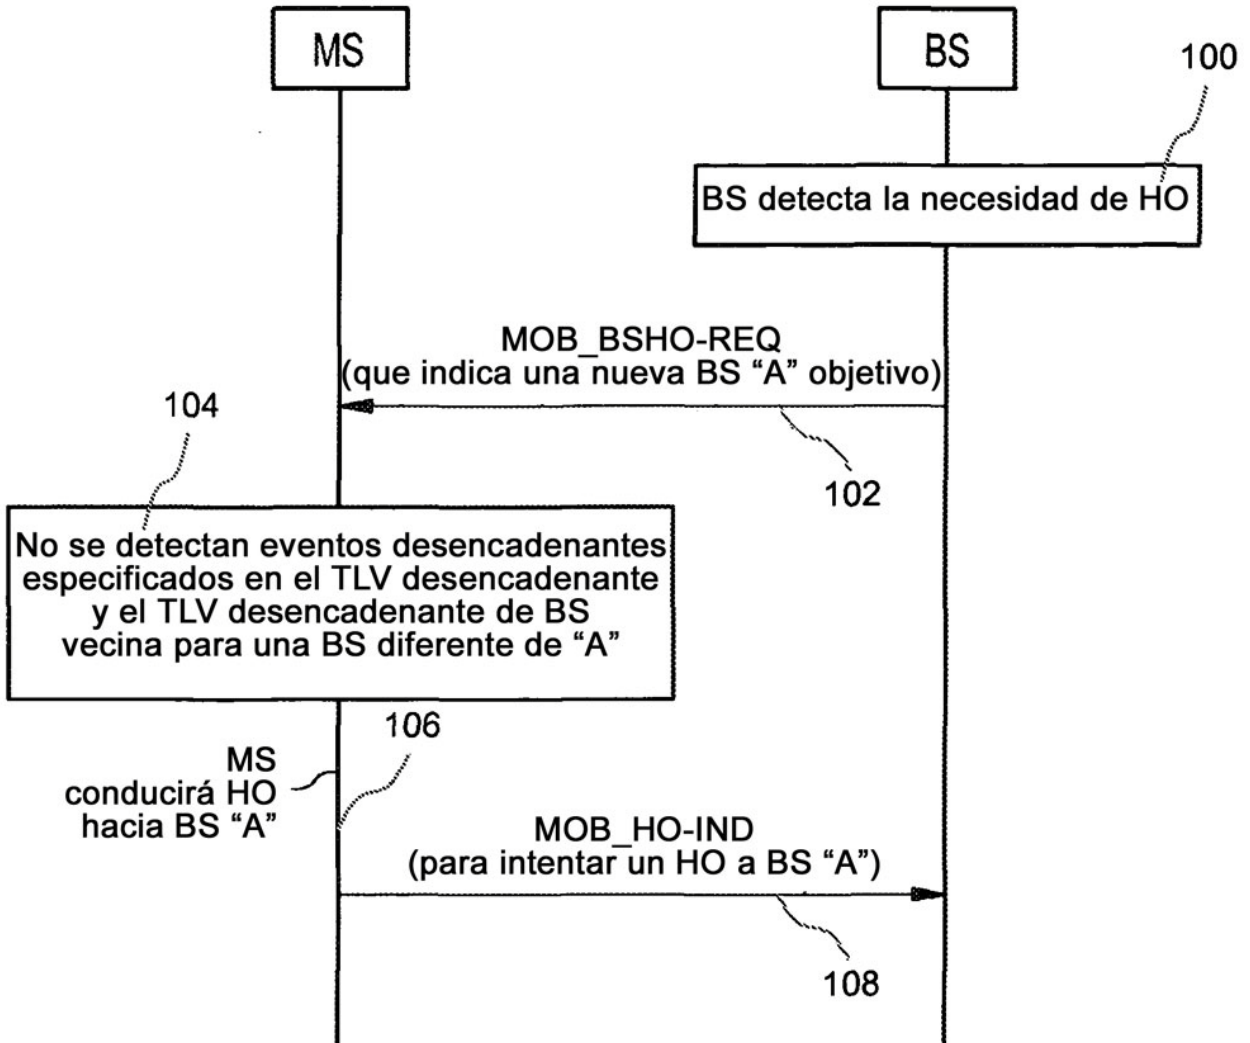 MS
BS
100
BS detecta la necesidad de HO
MOB_BSHO-REQ
(que indica una nueva BS “A” objetivo)
104
102
No se detectan eventos desencadenantes
especificados en el TLV desencadenante
y el TLV desencadenante de BS
vecina para una BS diferente de “A”
106
MS
conducirá HO
hacia BS “A”
MOB_HO-IND
(para intentar un HO a BS “A”)
108